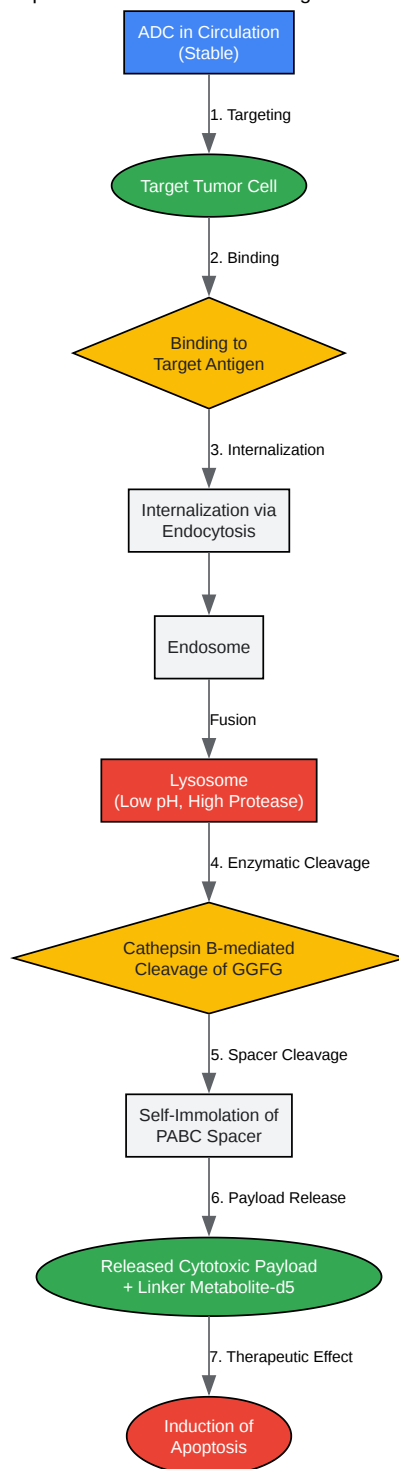 ADC in Circulation
(Stable)
1. Targeting
Target Tumor Cell
2. Binding
Binding to
Target Antigen
3. Internalization
Internalization via
Endocytosis
Endosome
Fusion
Lysosome
(Low pH, High Protease)
4. Enzymatic Cleavage
Cathepsin B-mediated
Cleavage of GGFG
5. Spacer Cleavage
Self-Immolation of
PABC Spacer
6. Payload Release
Released Cytotoxic Payload
+ Linker Metabolite-d5
7. Therapeutic Effect
Induction of
Apoptosis